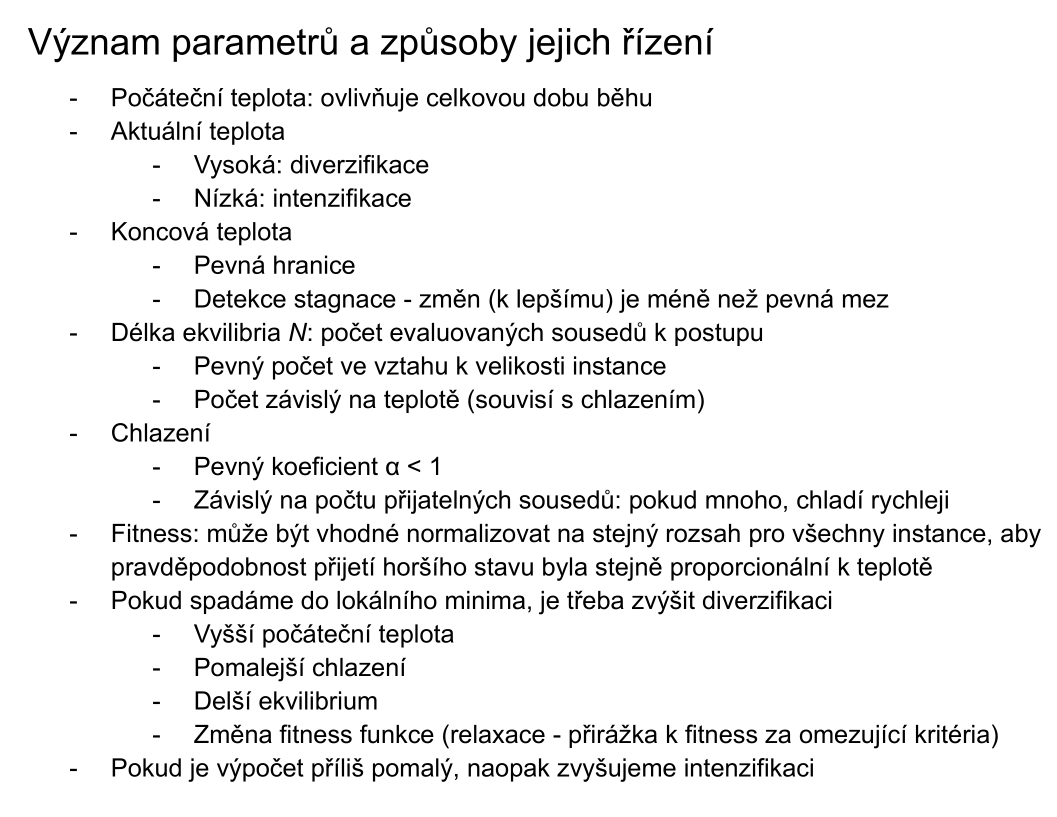 Význam parametrů a způsoby jejich řízení
- Počáteční teplota: ovlivňuje celkovou dobu běhu
- Aktuální teplota
- Vysoká: diverzifikace
- Nízká: intenzifikace
- Koncová teplota
- Pevná hranice
- Detekce stagnace - změn (k lepšímu) je méně než pevná mez
- Délka ekvilibria N: počet evaluovaných sousedů k postupu
- Pevný počet ve vztahu k velikosti instance
- Počet závislý na teplotě (souvisí s chlazením)
- Chlazení
- Pevný koeficient α < 1
- Závislý na počtu přijatelných sousedů: pokud mnoho, chladí rychleji
- Fitness: může být vhodné normalizovat na stejný rozsah pro všechny instance, aby
pravděpodobnost přijetí horšího stavu byla stejně proporcionální k teplotě
- Pokud spadáme do lokálního minima, je třeba zvýšit diverzifikaci
- Vyšší počáteční teplota
- Pomalejší chlazení
- Delší ekvilibrium
- Změna fitness funkce (relaxace - přirážka k fitness za omezující kritéria)
- Pokud je výpočet příliš pomalý, naopak zvyšujeme intenzifikaci